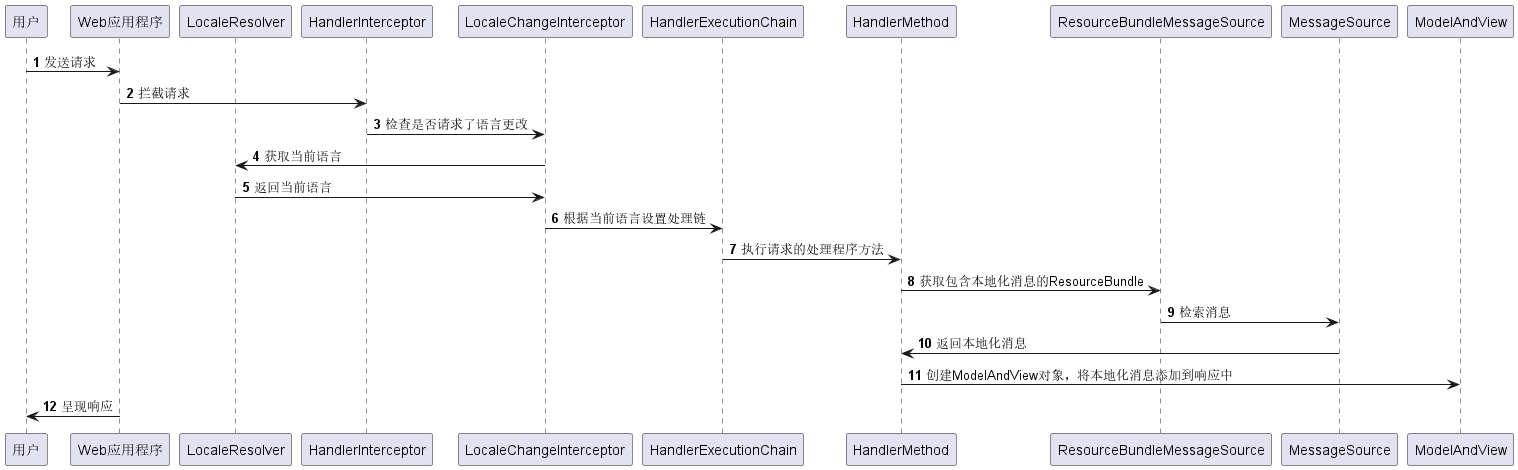 用户 Web应用程序 LocaleResolver HandlerInterceptor LocaleChangeInterceptor HandlerExecutionChain HandlerMethod ResourceBundleMessageSource MessageSource ModelAndView
1 发送请求
2 拦截请求
3 检查是否请求了语言更改
4 获取当前语言
5 返回当前语言
6 根据当前语言设置处理链
7 执行请求的处理程序方法
8 获取包含本地化消息的ResourceBundle
9 检索消息
10 返回本地化消息
11 创建ModelAndView对象，将本地化消息添加到响应中
12 呈现响应
用户 Web应用程序 LocaleResolver HandlerInterceptor LocaleChangeInterceptor HandlerExecutionChain HandlerMethod ResourceBundleMessageSource MessageSource ModelAndView